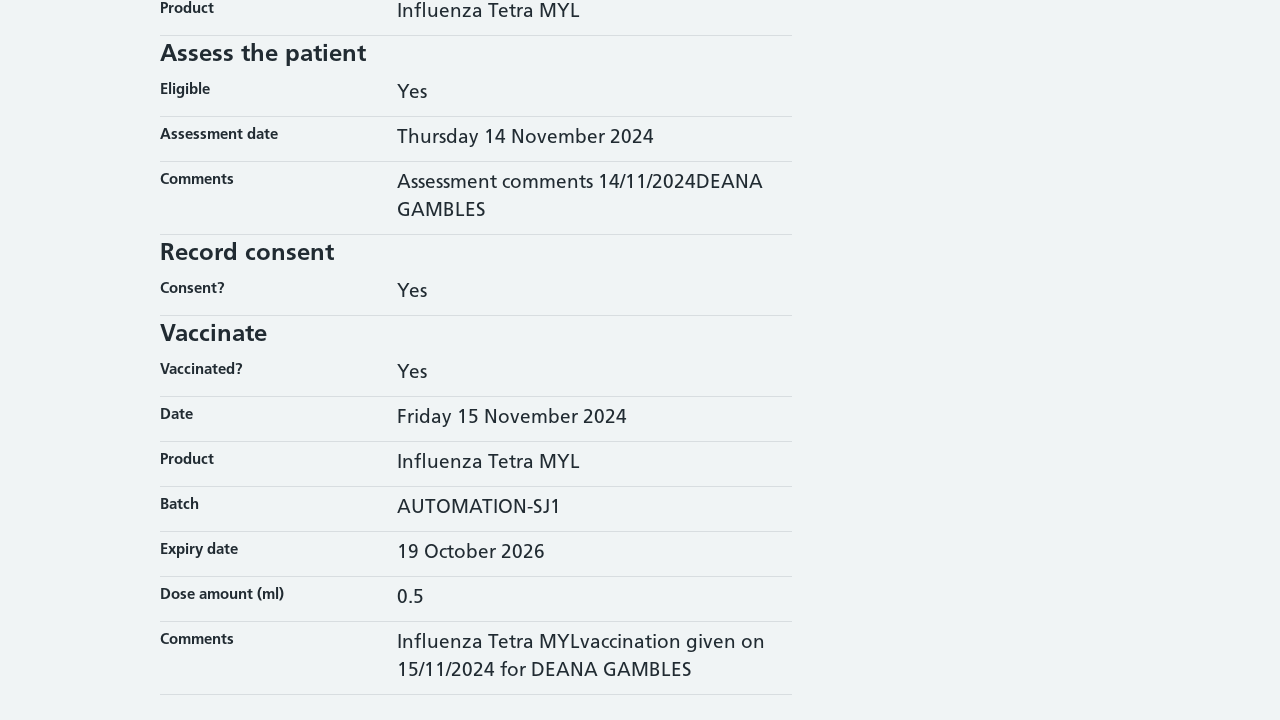 Product Influenza Tetra MYL
Assess the patient
Eligible Yes
Assessment date Thursday 14 November 2024
Comments Assessment comments 14/11/2024DEANA
GAMBLES
Record consent
Consent? Yes
Vaccinate
Vaccinated? Yes
Date Friday 15 November 2024
Product Influenza Tetra MYL
Batch AUTOMATION-SJ1
Expiry date 19 October 2026
Dose amount (ml) 0.5
Comments Influenza Tetra MYLvaccination given on
15/11/2024 for DEANA GAMBLES